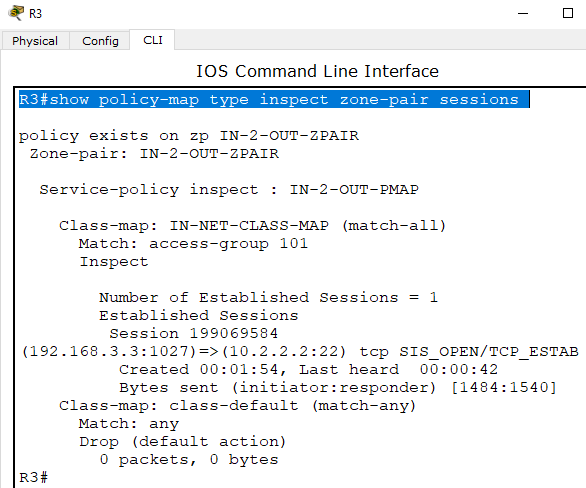 R3
Physical Config CLI
IOS Command Line Interface
R3#show policy-map type inspect zone-pair sessions
policy exists on zp IN-2-OUT-ZPAIR
Zone-pair: IN-2-OUT-ZPAIR
Service-policy inspect : IN-2-OUT-PMAP
Class-map: IN-NET-CLASS-MAP (match-all)
Match: access-group 101
Inspect
Number of Established Sessions = 1
Established Sessions
Session 199069584
(192.168.3.3:1027)=>(10.2.2.2:22) tcp SIS_OPEN/TCP_ESTAB
Created 00:01:54, Last heard 00:00:42
Bytes sent (initiator:responder) [1484:1540]
Class-map: class-default (match-any)
Match: any
Drop (default action)
0 packets, 0 bytes
R3#